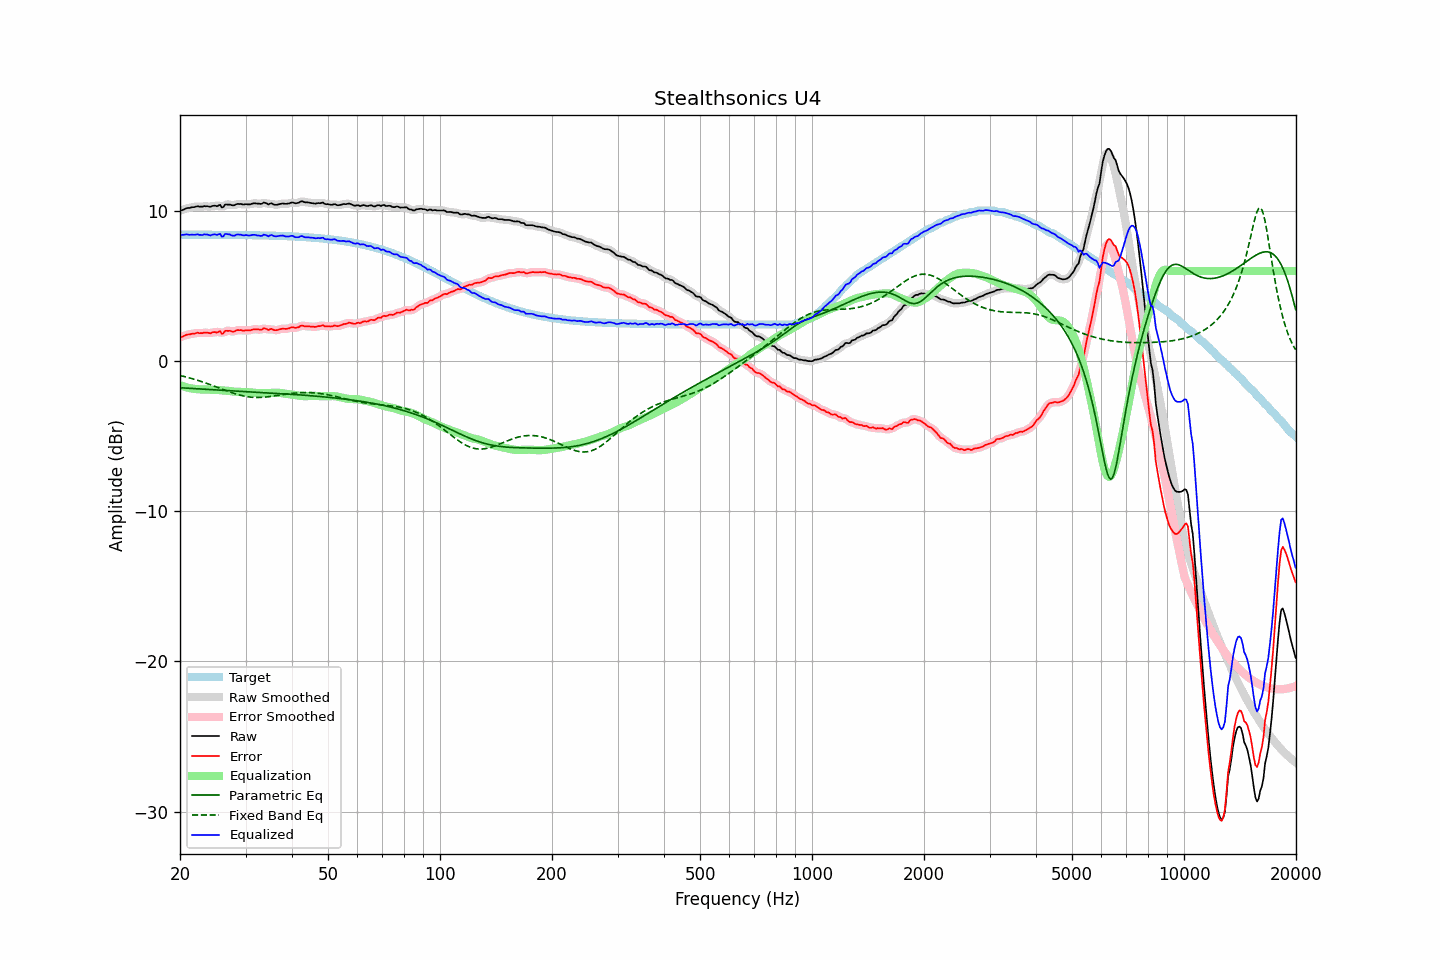 Stealthsonics U4
Amplitude (dBr)
10
0
−10
−20
−30
Target
Raw Smoothed
Error Smoothed
Raw
Error
Equalization
Parametric Eq
Fixed Band Eq
Equalized
20 50 100 200 500 1000 2000 5000 10000 20000
Frequency (Hz)